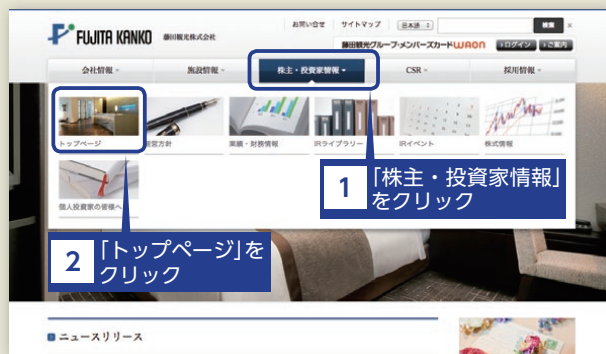 お問い合せ サイトマップ 日本語 検索 ×
FUJITA KANKO 藤田観光株式会社
藤田観光グループ・メンバーズカードWAON ログイン ご案内
会社情報 施設情報 株主・投資家情報 CSR 採用情報
トップページ 経営方針 業績・財務情報 IRライブラリー IRイベント 株式情報
個人投資家の皆様へ
1 「株主・投資家情報」
をクリック
2 「トップページ」を
クリック
ニュースリリース